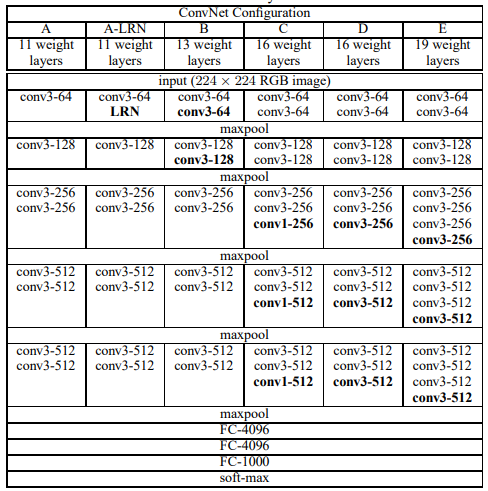 ConvNet Configuration
A A-LRN B C D E
11 weight 11 weight 13 weight 16 weight 16 weight 19 weight
layers layers layers layers layers layers
input (224 × 224 RGB image)
conv3-64 conv3-64 conv3-64 conv3-64 conv3-64 conv3-64
LRN conv3-64 conv3-64 conv3-64 conv3-64
maxpool
conv3-128 conv3-128 conv3-128 conv3-128 conv3-128 conv3-128
conv3-128 conv3-128 conv3-128 conv3-128
maxpool
conv3-256 conv3-256 conv3-256 conv3-256 conv3-256 conv3-256
conv3-256 conv3-256 conv3-256 conv3-256 conv3-256 conv3-256
conv1-256 conv3-256 conv3-256
conv3-256
maxpool
conv3-512 conv3-512 conv3-512 conv3-512 conv3-512 conv3-512
conv3-512 conv3-512 conv3-512 conv3-512 conv3-512 conv3-512
conv1-512 conv3-512 conv3-512
conv3-512
maxpool
conv3-512 conv3-512 conv3-512 conv3-512 conv3-512 conv3-512
conv3-512 conv3-512 conv3-512 conv3-512 conv3-512 conv3-512
conv1-512 conv3-512 conv3-512
conv3-512
maxpool
FC-4096
FC-4096
FC-1000
soft-max